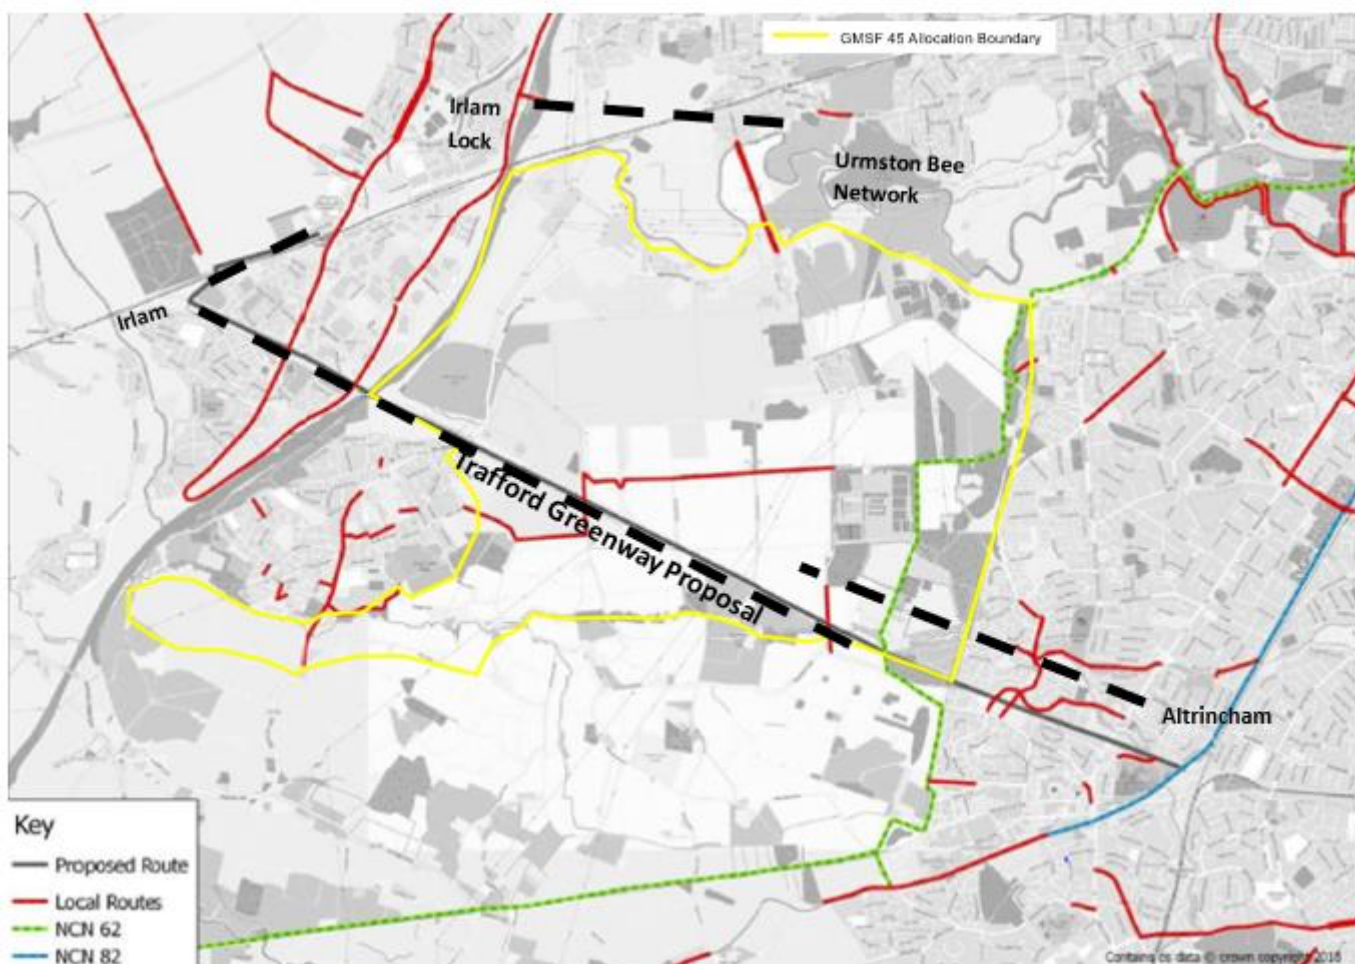 GMSF 45 Allocation Boundary
Irlam
Lock
Urmston Bee
Network
Irlam
Trafford Greenway Proposal
Altrincham
Key
Proposed Route
Local Routes
NCN 62
NCN 82
Contains os data © crown copyright 2018